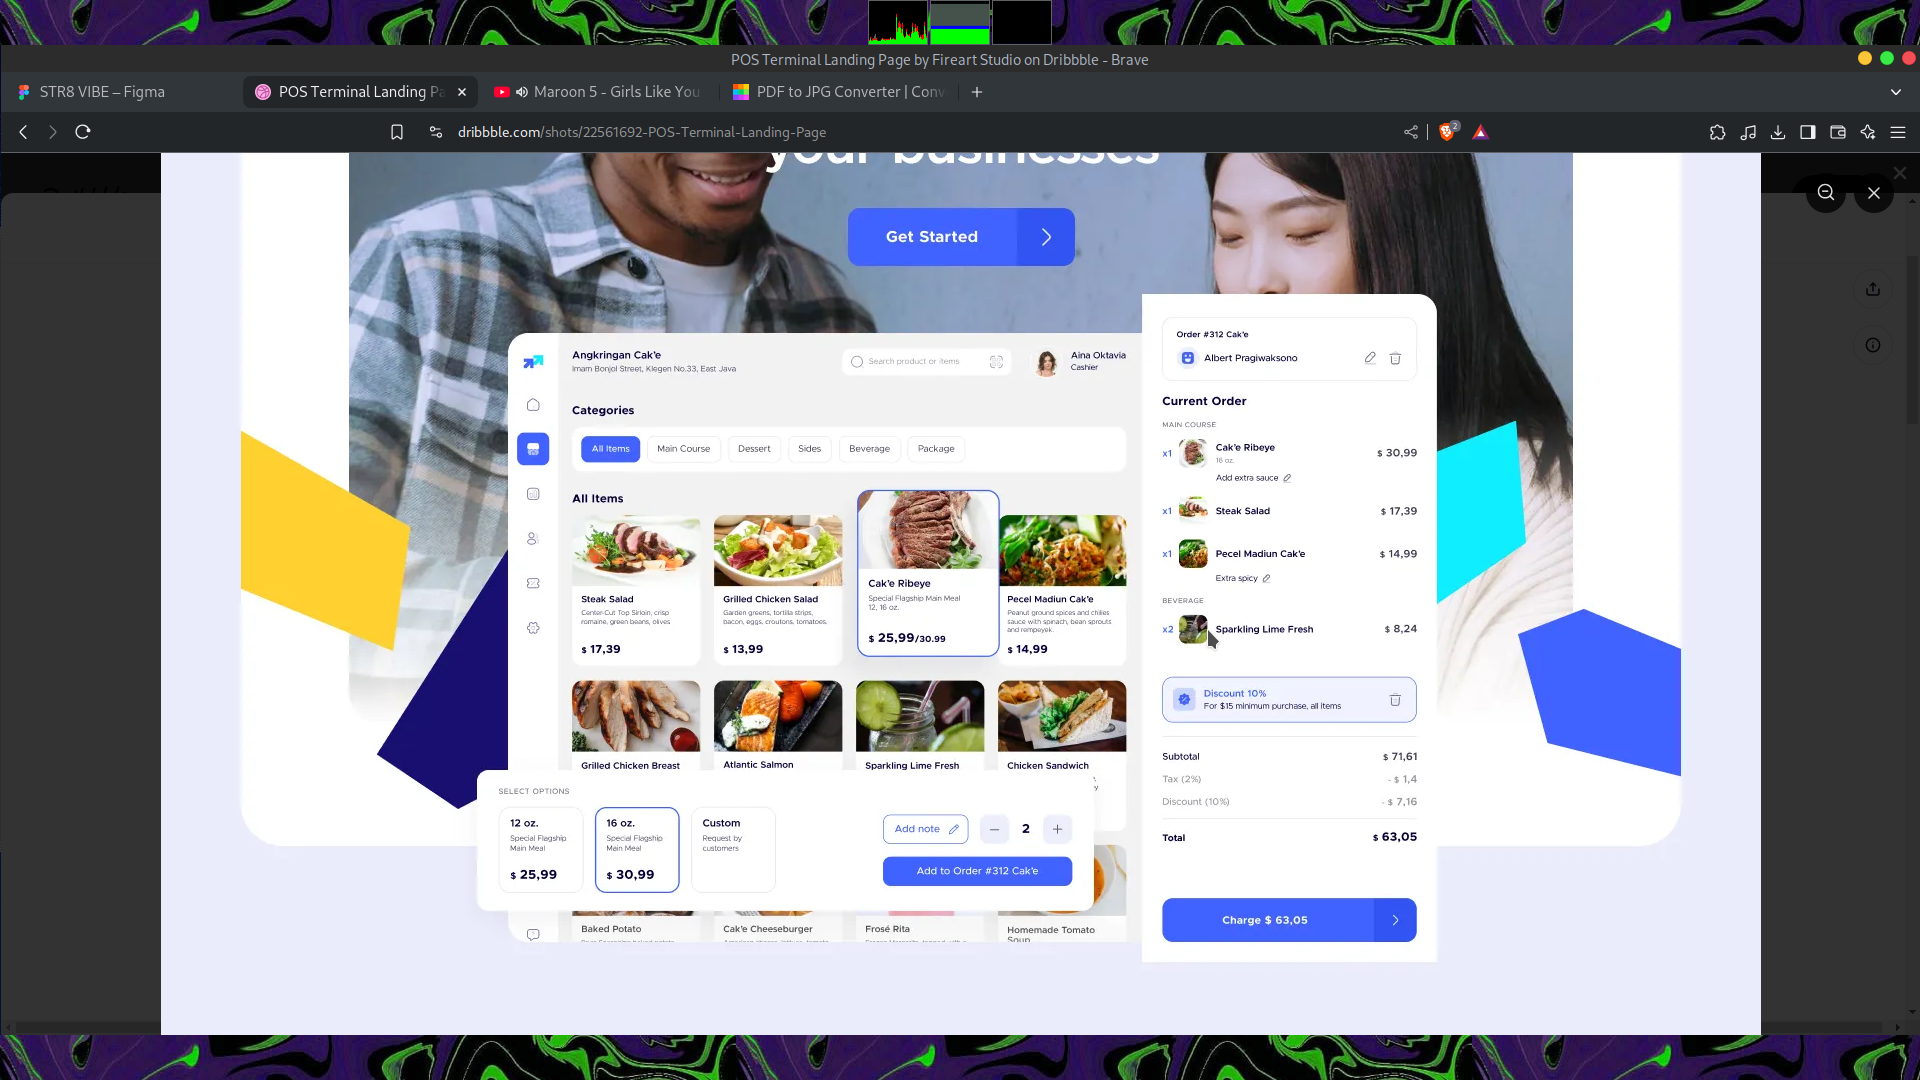 POS Terminal Landing Page by Fireart Studio on Dribbble - Brave
STR8 VIBE – Figma
POS Terminal Landing Pa
Maroon 5 - Girls Like You
PDF to JPG Converter | Conv
dribbble.com/shots/22561692-POS-Terminal-Landing-Page
2
your businesses
Get Started
Angkringan Cak'e
Imam Bonjol Street, Klegen No.33, East Java
Search product or items
Aina Oktavia
Cashier
Categories
All Items
Main Course
Dessert
Sides
Beverage
Package
All Items
Steak Salad
Center-Cut Top Sirloin, crisp
romaine, green beans, olives
$ 17,39
Grilled Chicken Salad
Garden greens, tortilla strips,
bacon, eggs, croutons, tomatoes.
$ 13,99
Cak'e Ribeye
Special Flagship Main Meal
12, 16 oz.
$ 25,99/30.99
Pecel Madiun Cak'e
Peanut ground spices and chilies
sauce with spinach, bean sprouts
and rempeyek.
$ 14,99
Grilled Chicken Breast
Atlantic Salmon
Sparkling Lime Fresh
Chicken Sandwich
SELECT OPTIONS
12 oz.
Special Flagship
Main Meal
$ 25,99
16 oz.
Special Flagship
Main Meal
$ 30,99
Custom
Request by
customers
Add note
2
Add to Order #312 Cak'e
Baked Potato
Cak'e Cheeseburger
Frosé Rita
Homemade Tomato
Soup
Order #312 Cak'e
Albert Pragiwaksono
Current Order
MAIN COURSE
x1
Cak'e Ribeye
16 oz.
$ 30,99
Add extra sauce
x1
Steak Salad
$ 17,39
x1
Pecel Madiun Cak'e
$ 14,99
Extra spicy
BEVERAGE
x2
Sparkling Lime Fresh
$ 8,24
Discount 10%
For $15 minimum purchase, all items
Subtotal
$ 71,61
Tax (2%)
- $ 1,4
Discount (10%)
- $ 7,16
Total
$ 63,05
Charge $ 63,05